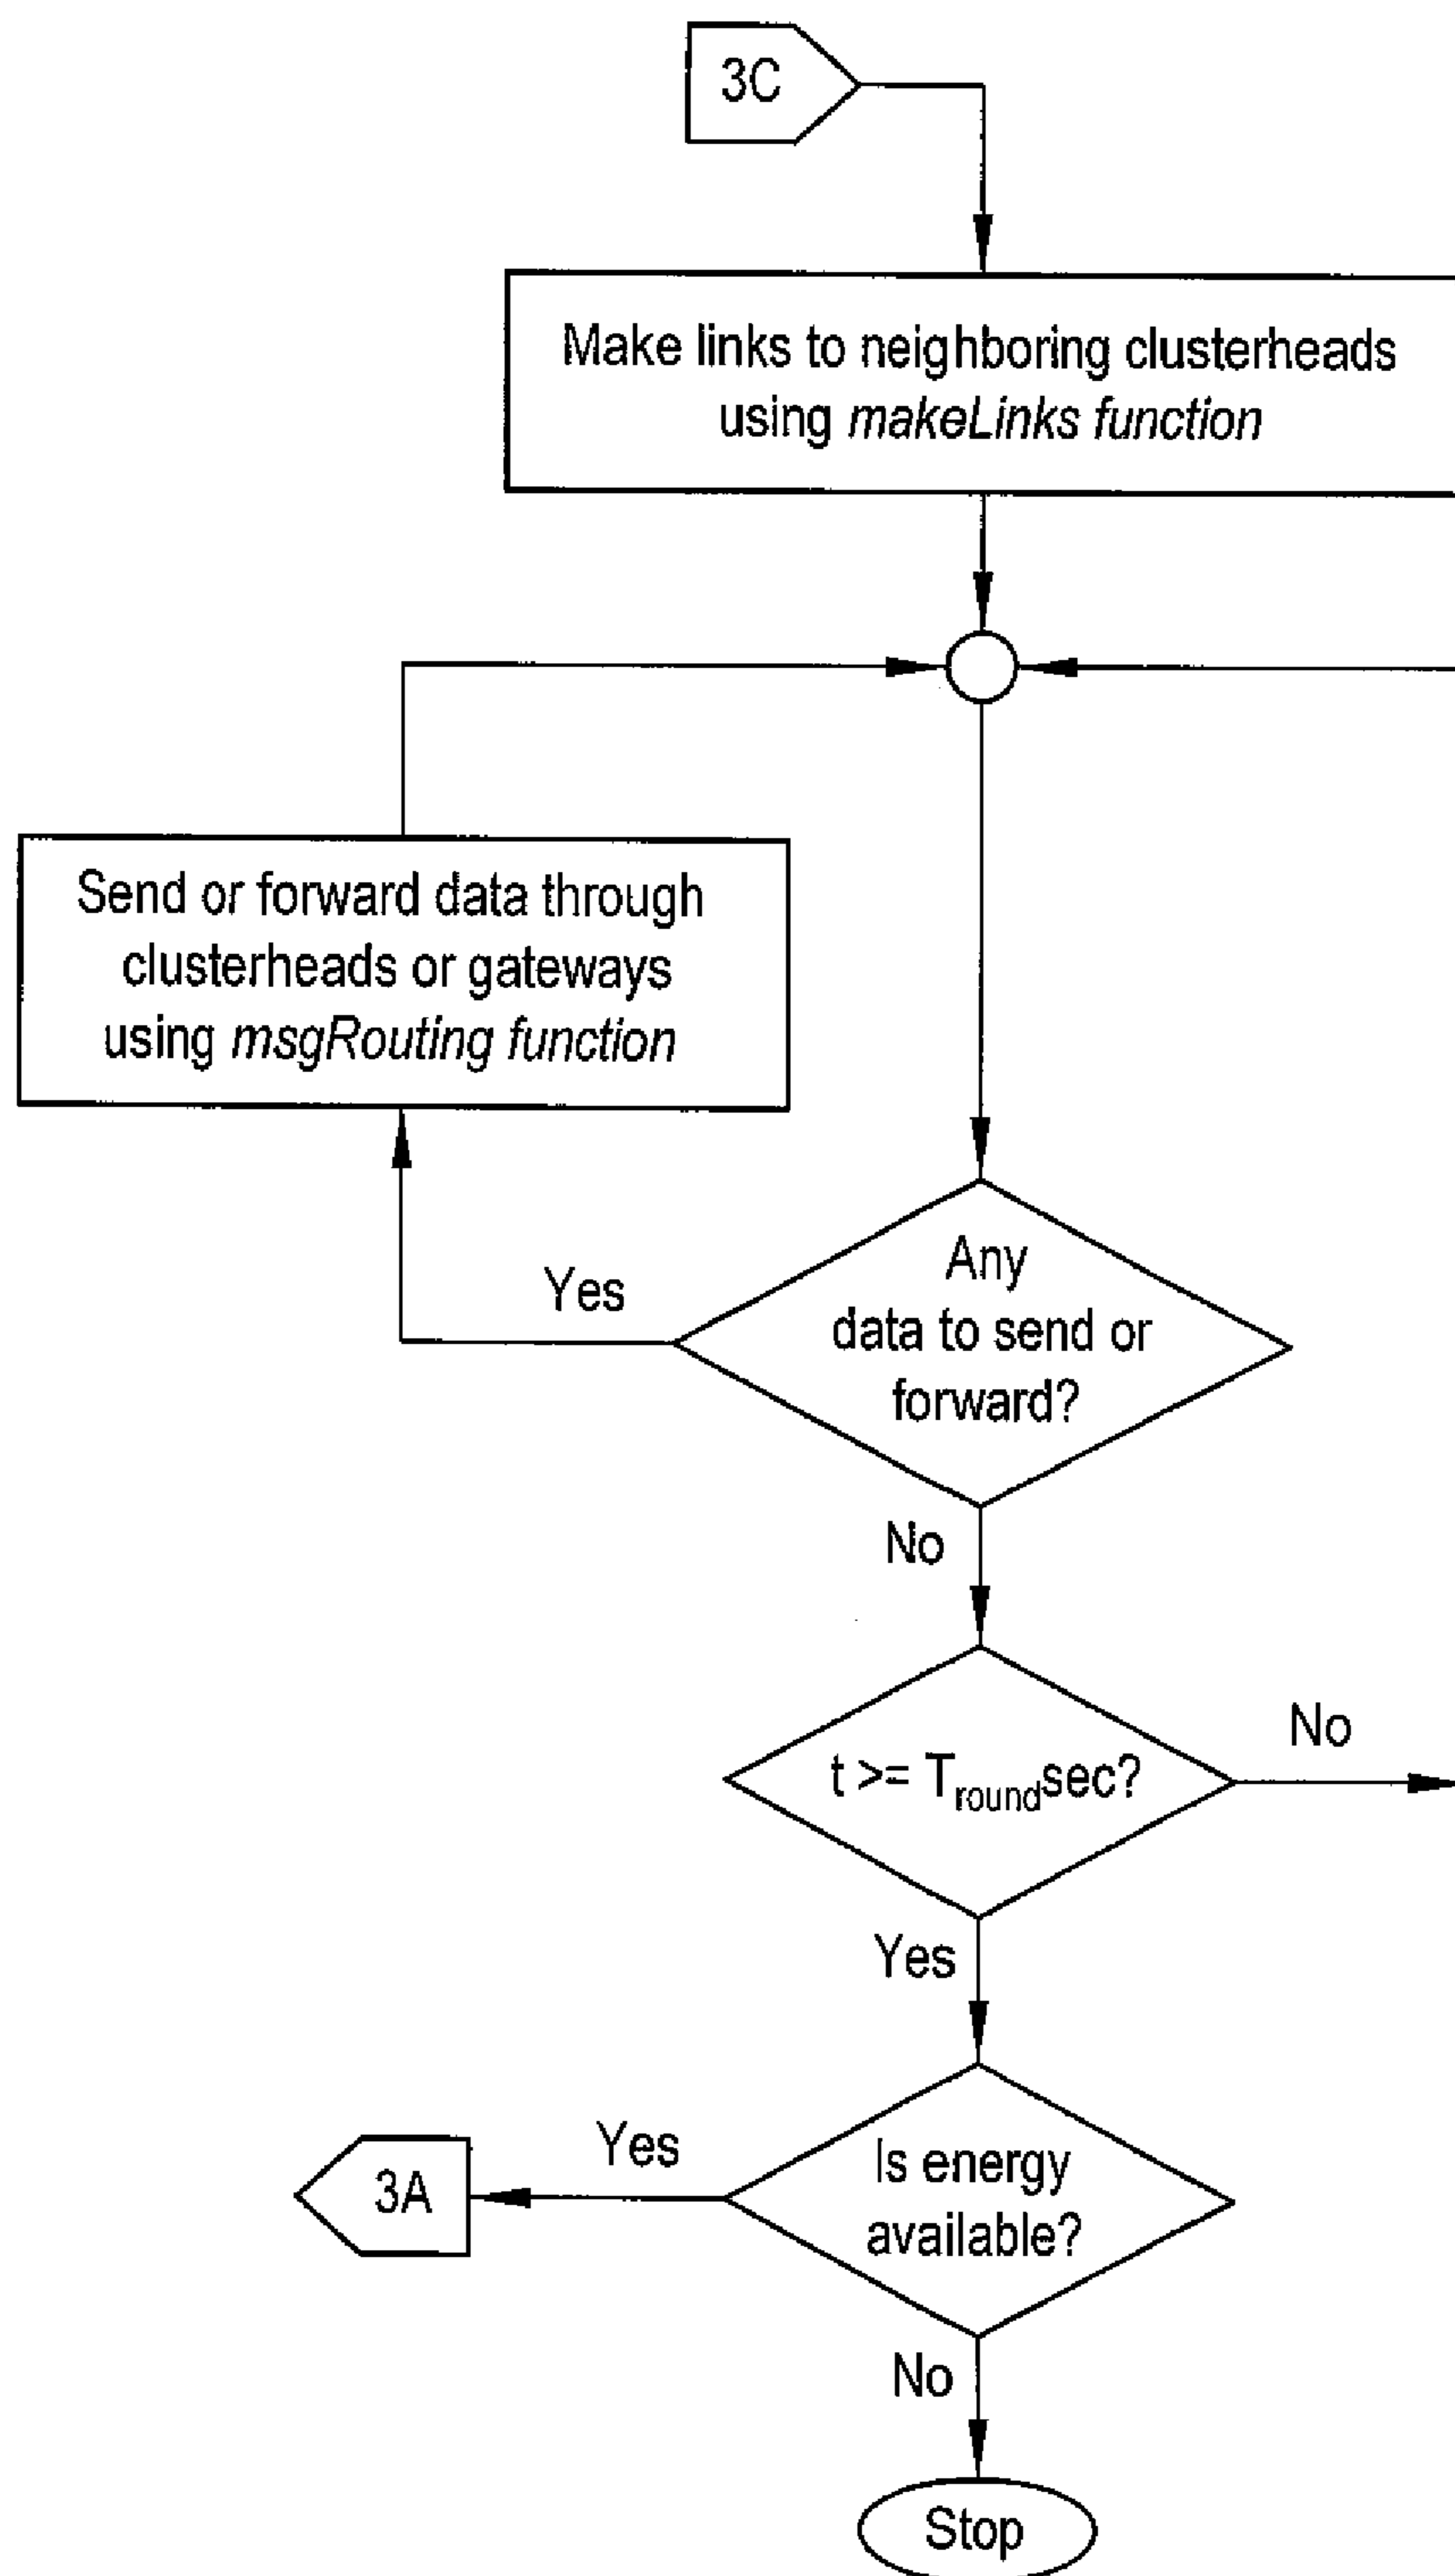 3C
Make links to neighboring clusterheads
using makeLinks function
Send or forward data through
clusterheads or gateways
using msgRouting function
Yes
Any
data to send or
forward?
No
t >= Troundsec?
No
Yes
Is energy
available?
Yes
3A
No
Stop